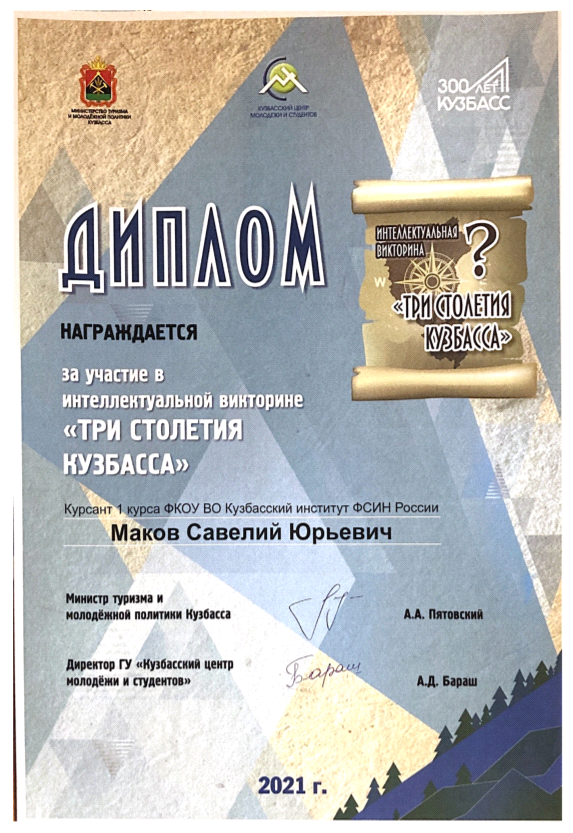 МИНИСТЕРСТВО ТУРИЗМА
И МОЛОДЁЖНОЙ ПОЛИТИКИ
КУЗБАССА
КУЗБАССКИЙ ЦЕНТР
МОЛОДЕЖИ И СТУДЕНТОВ
300 ЛЕТ
КУЗБАСС
ДИПЛОМ
ИНТЕЛЛЕКТУАЛЬНАЯ
ВИКТОРИНА
?
W
«ТРИ СТОЛЕТИЯ
КУЗБАССА»
НАГРАЖДАЕТСЯ
за участие в
интеллектуальной викторине
«ТРИ СТОЛЕТИЯ
КУЗБАССА»
Курсант 1 курса ФКОУ ВО Кузбасский институт ФСИН России
Маков Савелий Юрьевич
Министр туризма и
молодёжной политики Кузбасса
А.А. Пятовский
Директор ГУ «Кузбасский центр
молодёжи и студентов»
Бараш
А.Д. Бараш
2021 г.